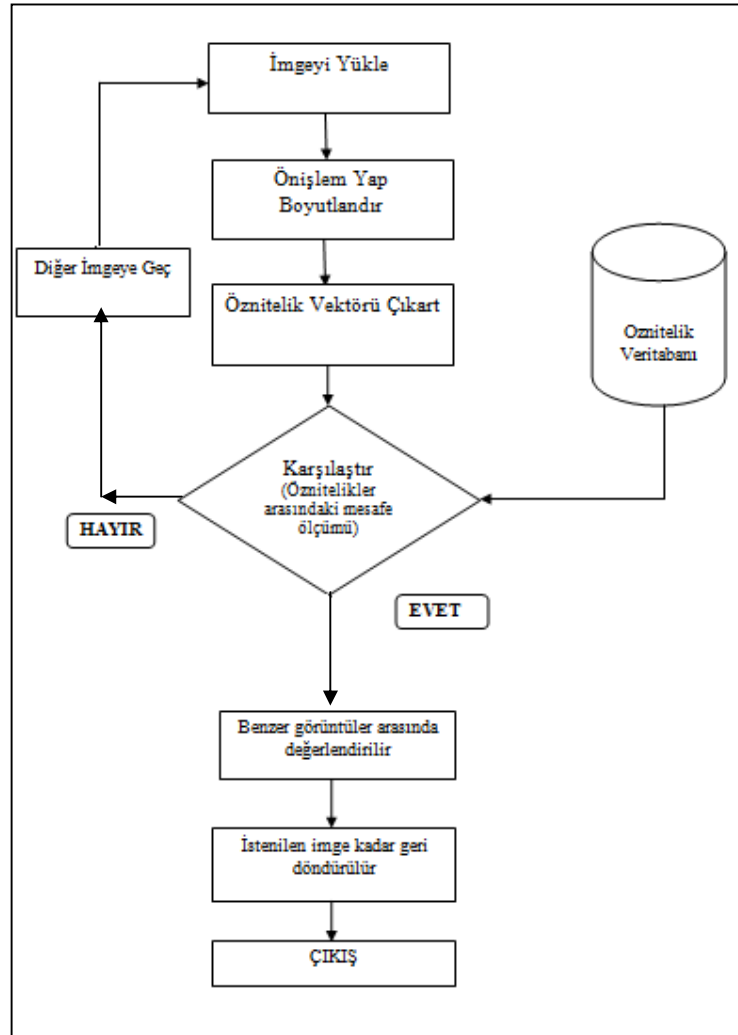 İmgeyi Yükle
Önişlem Yap
Boyutlandır
Diğer İmgeye Geç
Öznitelik Vektörü Çıkart
Oznitelik
Veritabanı
Karşılaştır
(Öznitelikler
arasındaki mesafe
ölçümü)
HAYIR
EVET
Benzer görüntüler arasında
değerlendirilir
İstenilen imge kadar geri
döndürülür
ÇIKIŞ